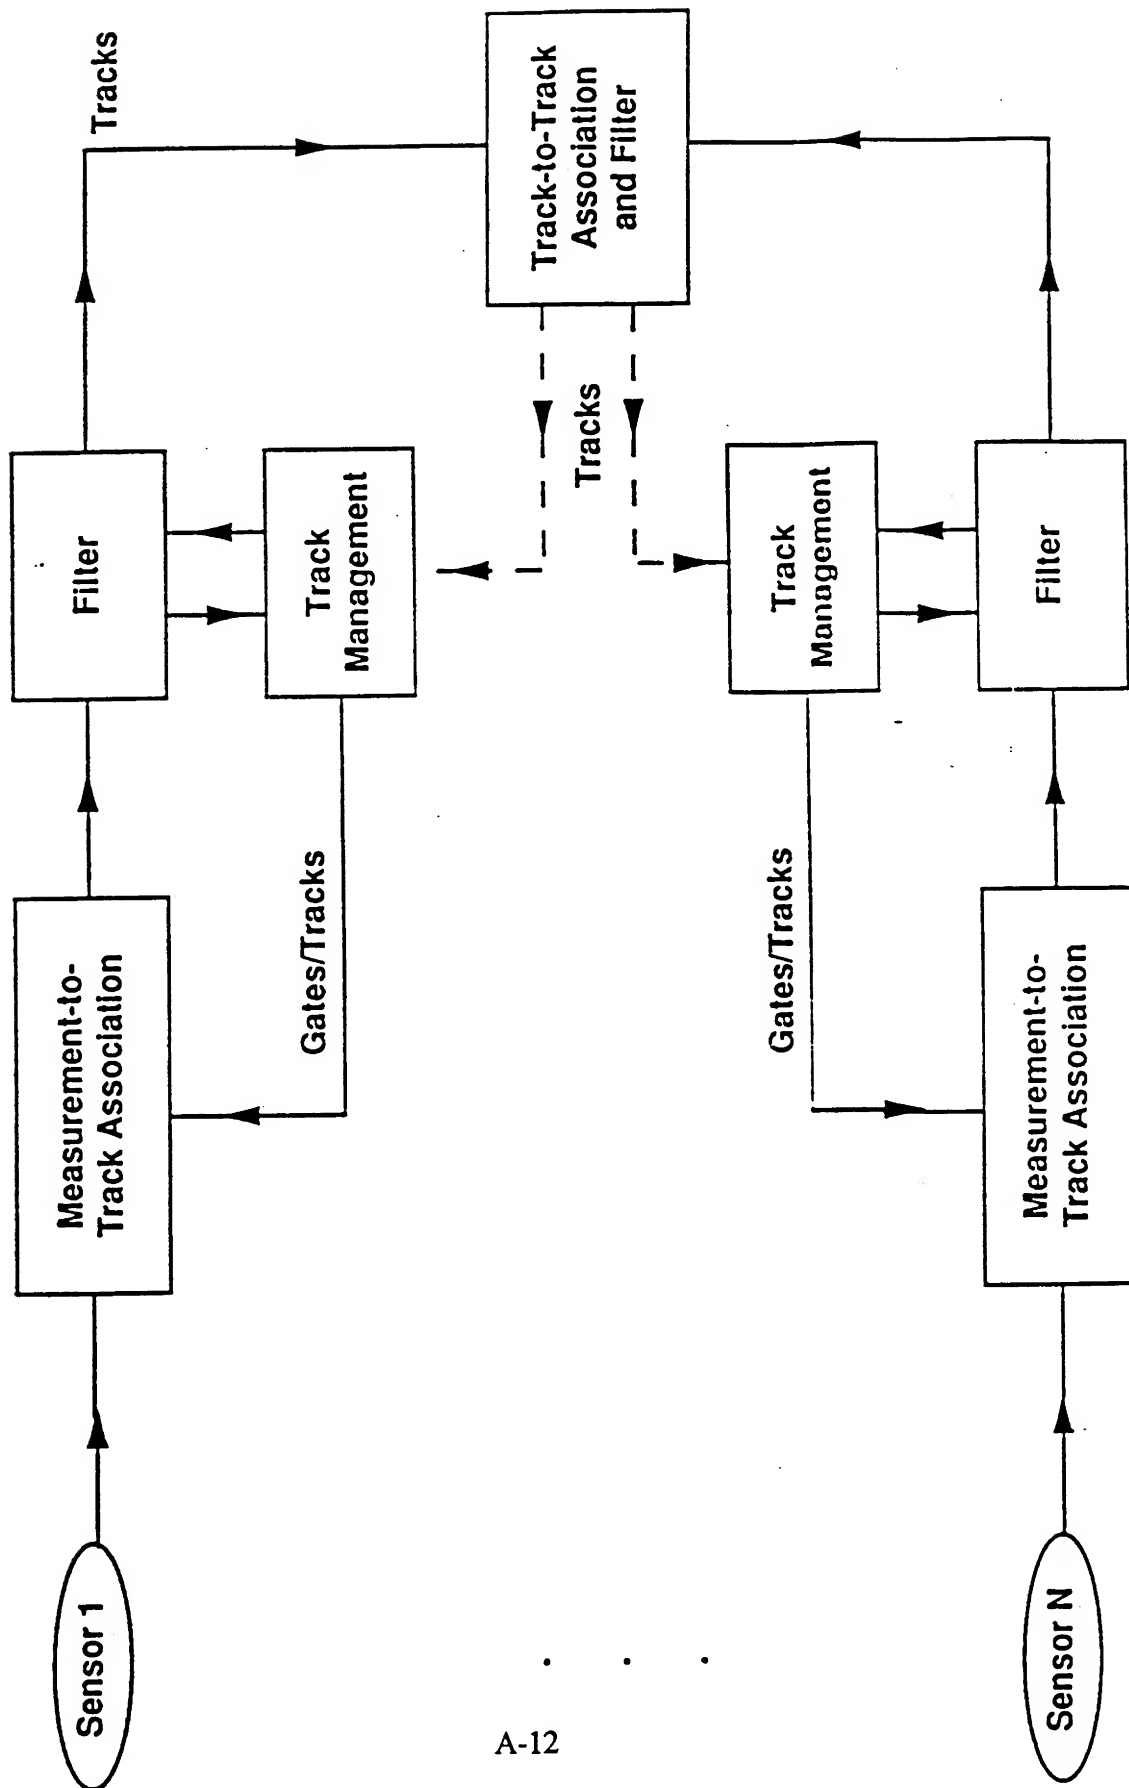 Sensor 1
Measurement-to-
Track Association
Filter
Tracks
Gates/Tracks
Track
Management
Tracks
Track-to-Track
Association
and Filter
Gates/Tracks
Track
Management
Sensor N
Measurement-to-
Track Association
Filter
A-12